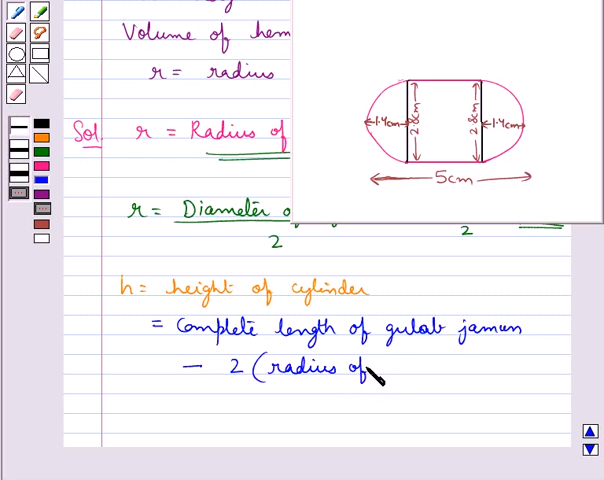 Volume of hem
r = radius
1.4cm
2.8cm
2.8cm
1.4cm
5cm
Sol. r = Radius of
r = Diameter o
2
2
h = height of cylinder
= Complete length of gulab jamun
— 2 (radius of